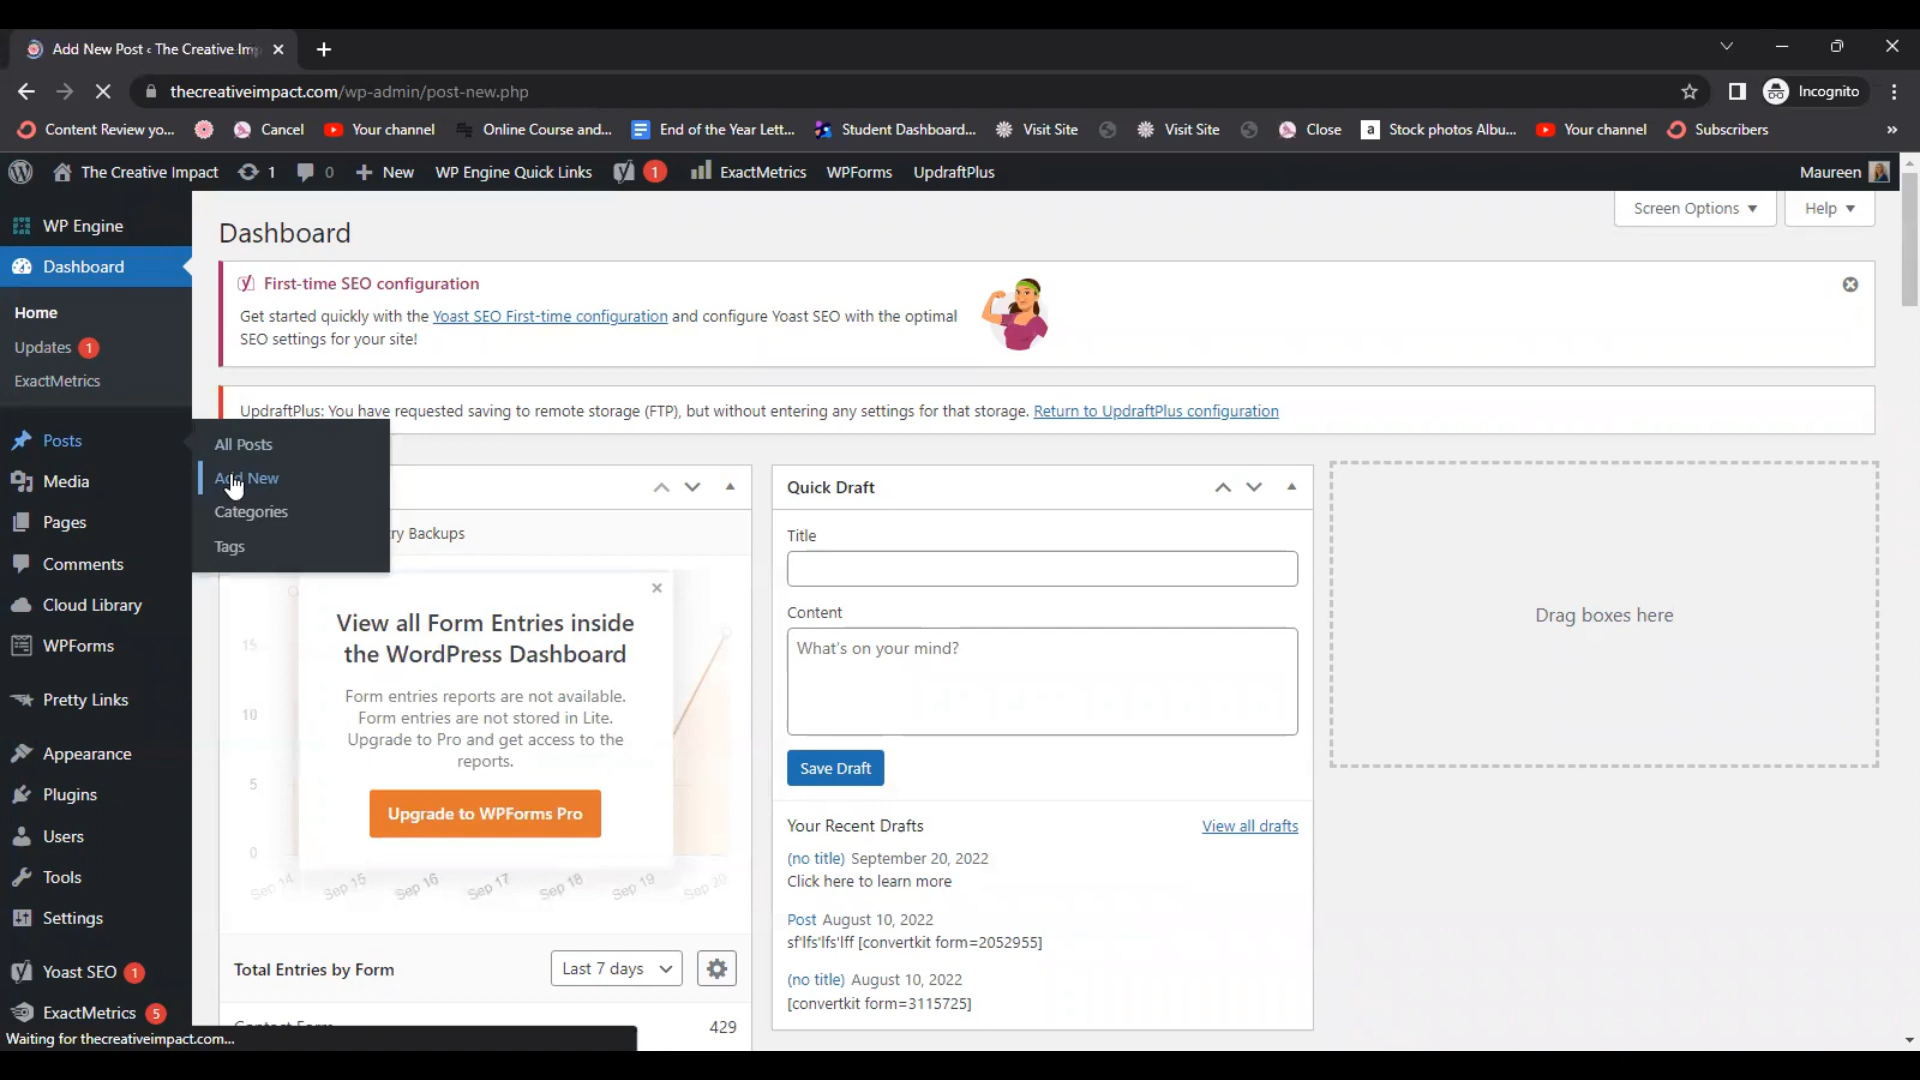 Add New Post ‹ The Creative Im
thecreativeimpact.com/wp-admin/post-new.php
Incognito
Content Review yo...
Cancel
Your channel
Online Course and...
End of the Year Lett...
Student Dashboard...
Visit Site
Visit Site
Close
Stock photos Albu...
Your channel
Subscribers
The Creative Impact
1
0
New
WP Engine Quick Links
1
ExactMetrics
WPForms
UpdraftPlus
Maureen
WP Engine
Dashboard
Home
Updates 1
ExactMetrics
Posts
Media
Pages
Comments
Cloud Library
WPForms
Pretty Links
Appearance
Plugins
Users
Tools
Settings
Yoast SEO 1
ExactMetrics 5
All Posts
Add New
Categories
Tags
Dashboard
Screen Options
Help
First-time SEO configuration
Get started quickly with the Yoast SEO First-time configuration and configure Yoast SEO with the optimal
SEO settings for your site!
UpdraftPlus: You have requested saving to remote storage (FTP), but without entering any settings for that storage. Return to UpdraftPlus configuration
ry Backups
View all Form Entries inside
the WordPress Dashboard
Form entries reports are not available.
Form entries are not stored in Lite.
Upgrade to Pro and get access to the
reports.
Upgrade to WPForms Pro
15
10
5
0
Sep 14
Sep 15
Sep 16
Sep 17
Sep 18
Sep 19
Sep 20
Total Entries by Form
Last 7 days
429
Quick Draft
Title
Content
What's on your mind?
Save Draft
Your Recent Drafts
View all drafts
(no title) September 20, 2022
Click here to learn more
Post August 10, 2022
sf'lfs'lfs'lff [convertkit form=2052955]
(no title) August 10, 2022
[convertkit form=3115725]
Drag boxes here
Waiting for thecreativeimpact.com...